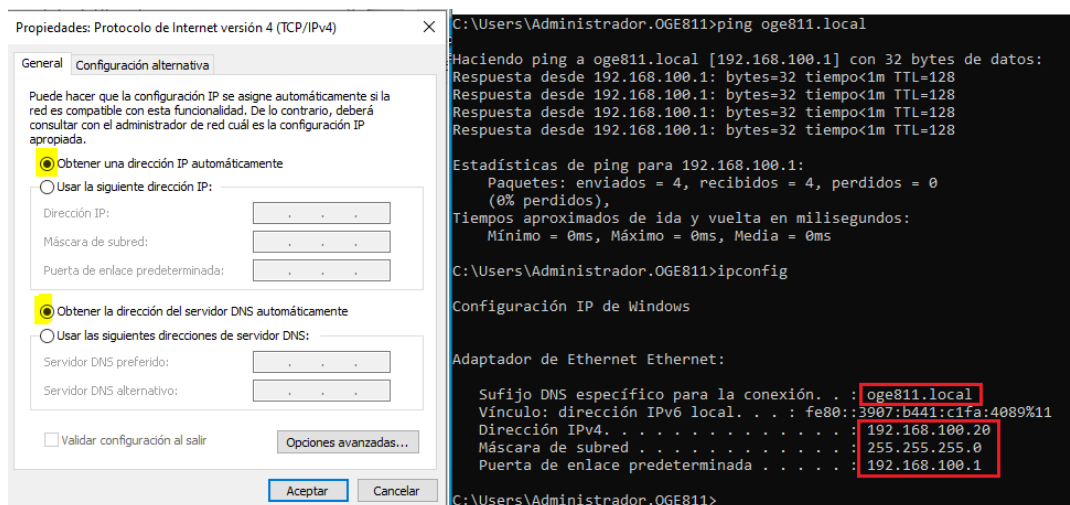 Propiedades: Protocolo de Internet versión 4 (TCP/IPv4)
General
Configuración alternativa
Puede hacer que la configuración IP se asigne automáticamente si la
red es compatible con esta funcionalidad. De lo contrario, deberá
consultar con el administrador de red cuál es la configuración IP
apropiada.
Obtener una dirección IP automáticamente
Usar la siguiente dirección IP:
Dirección IP:
Máscara de subred:
Puerta de enlace predeterminada:
Obtener la dirección del servidor DNS automáticamente
Usar las siguientes direcciones de servidor DNS:
Servidor DNS preferido:
Servidor DNS alternativo:
Validar configuración al salir
Opciones avanzadas...
Aceptar
Cancelar
C:\Users\Administrador.OGE811>ping oge811.local
Haciendo ping a oge811.local [192.168.100.1] con 32 bytes de datos:
Respuesta desde 192.168.100.1: bytes=32 tiempo<1m TTL=128
Respuesta desde 192.168.100.1: bytes=32 tiempo<1m TTL=128
Respuesta desde 192.168.100.1: bytes=32 tiempo<1m TTL=128
Respuesta desde 192.168.100.1: bytes=32 tiempo<1m TTL=128
Estadísticas de ping para 192.168.100.1:
Paquetes: enviados = 4, recibidos = 4, perdidos = 0
(0% perdidos),
Tiempos aproximados de ida y vuelta en milisegundos:
Mínimo = 0ms, Máximo = 0ms, Media = 0ms
C:\Users\Administrador.OGE811>ipconfig
Configuración IP de Windows
Adaptador de Ethernet Ethernet:
Sufijo DNS específico para la conexión. . : oge811.local
Vínculo: dirección IPv6 local. . . : fe80::3907:b441:c1fa:4089%11
Dirección IPv4. . . . . . . . . . . . . . : 192.168.100.20
Máscara de subred . . . . . . . . . . . . : 255.255.255.0
Puerta de enlace predeterminada . . . . . : 192.168.100.1
C:\Users\Administrador.OGE811>